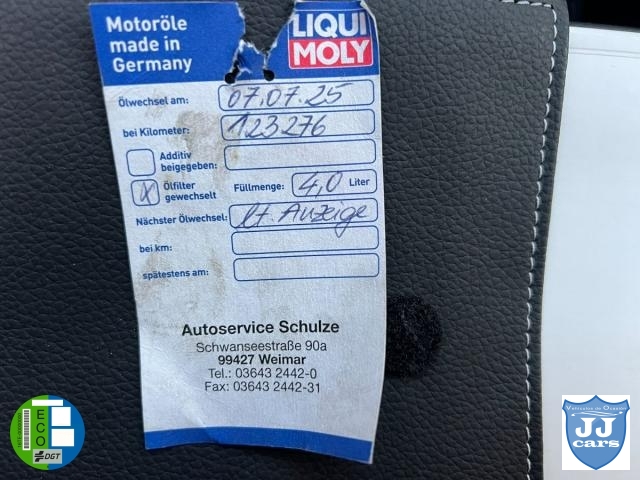 Motoröle
made in
Germany
LIQUI
MOLY
Ölwechsel am: 07.07.25
bei Kilometer: 123276
Additiv
beigegeben:
X Ölfilter
gewechselt Füllmenge: 4,0 Liter
Nächster Ölwechsel: lt. Anzeige
bei km:
spätestens am:
Autoservice Schulze
Schwanseestraße 90a
99427 Weimar
Tel.: 03643 2442-0
Fax: 03643 2442-31
ECO
DGT
JJ
cars